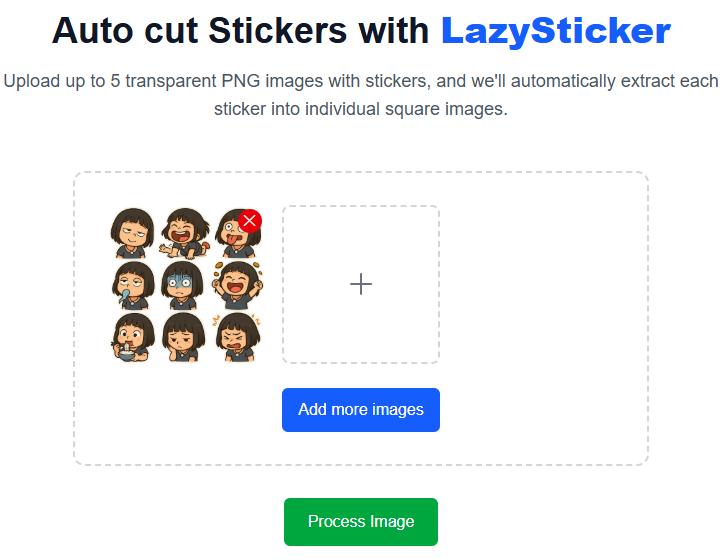 Auto cut Stickers with LazySticker
Upload up to 5 transparent PNG images with stickers, and we'll automatically extract each
sticker into individual square images.
Add more images
Process Image